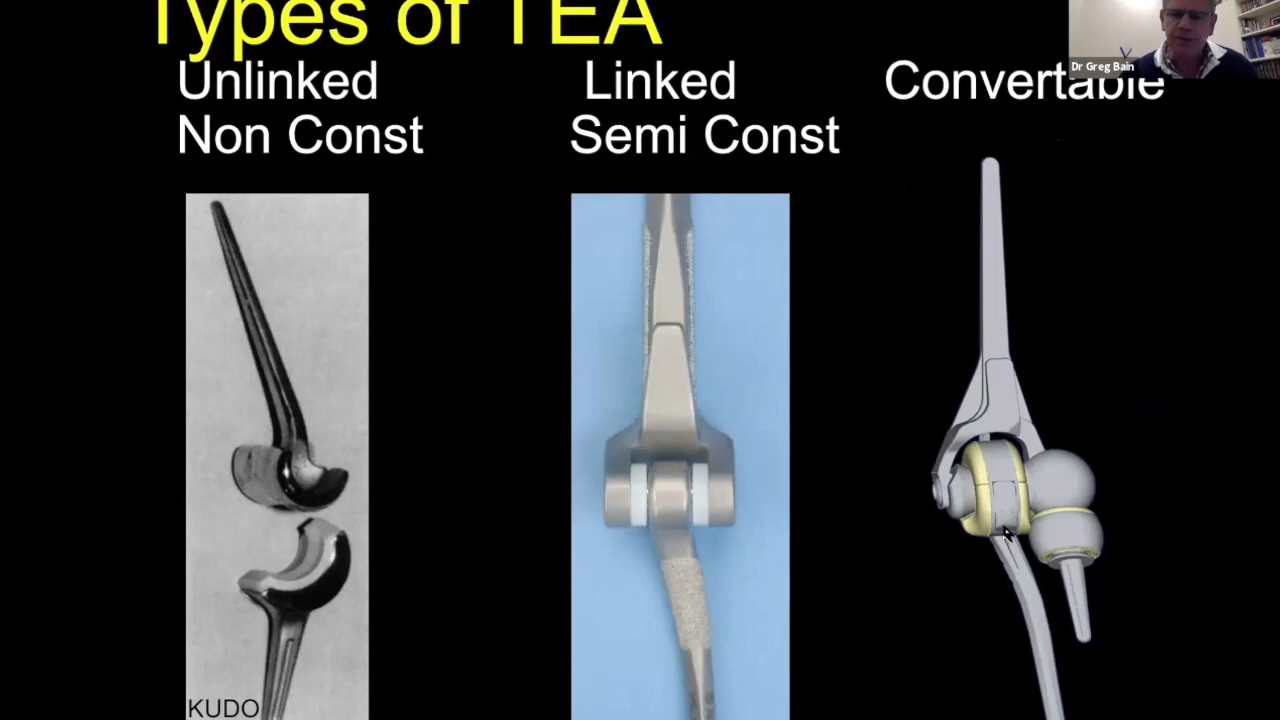 Types of TEA
Unlinked
Non Const
Linked
Semi Const
Convertable
Dr Greg Bain
KUDO